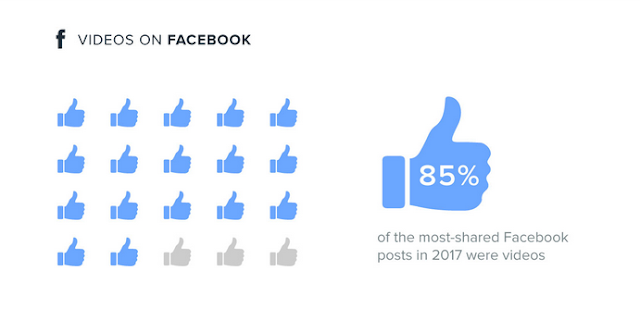 f VIDEOS ON FACEBOOK
85%
of the most-shared Facebook
posts in 2017 were videos